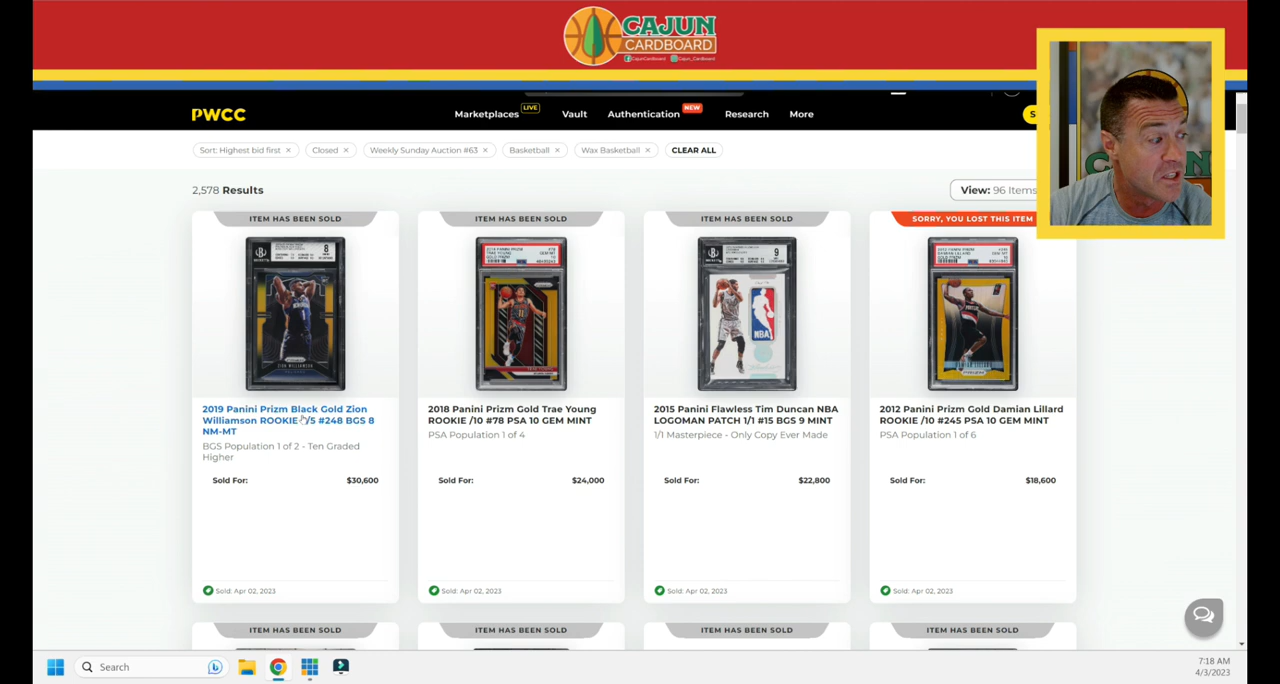 CAJUN
CARDBOARD
CajunCardboard Cajun_Cardboard
PWCC
Marketplaces LIVE
Vault
Authentication NEW
Research
More
Sort: Highest bid first ×
Closed ×
Weekly Sunday Auction #63 ×
Basketball ×
Wax Basketball ×
CLEAR ALL
2,578 Results
View: 96 Items
ITEM HAS BEEN SOLD
2019 Panini Prizm Black Gold Zion
Williamson ROOKIE /5 #248 BGS 8
NM-MT
BGS Population 1 of 2 - Ten Graded
Higher
Sold For: $30,600
Sold: Apr 02, 2023
ITEM HAS BEEN SOLD
2018 Panini Prizm Gold Trae Young
ROOKIE /10 #78 PSA 10 GEM MINT
PSA Population 1 of 4
Sold For: $24,000
Sold: Apr 02, 2023
ITEM HAS BEEN SOLD
2015 Panini Flawless Tim Duncan NBA
LOGOMAN PATCH 1/1 #15 BGS 9 MINT
1/1 Masterpiece - Only Copy Ever Made
Sold For: $22,800
Sold: Apr 02, 2023
SORRY, YOU LOST THIS ITEM
2012 Panini Prizm Gold Damian Lillard
ROOKIE /10 #245 PSA 10 GEM MINT
PSA Population 1 of 6
Sold For: $18,600
Sold: Apr 02, 2023
ITEM HAS BEEN SOLD
ITEM HAS BEEN SOLD
ITEM HAS BEEN SOLD
ITEM HAS BEEN SOLD
Search
7:18 AM
4/3/2023